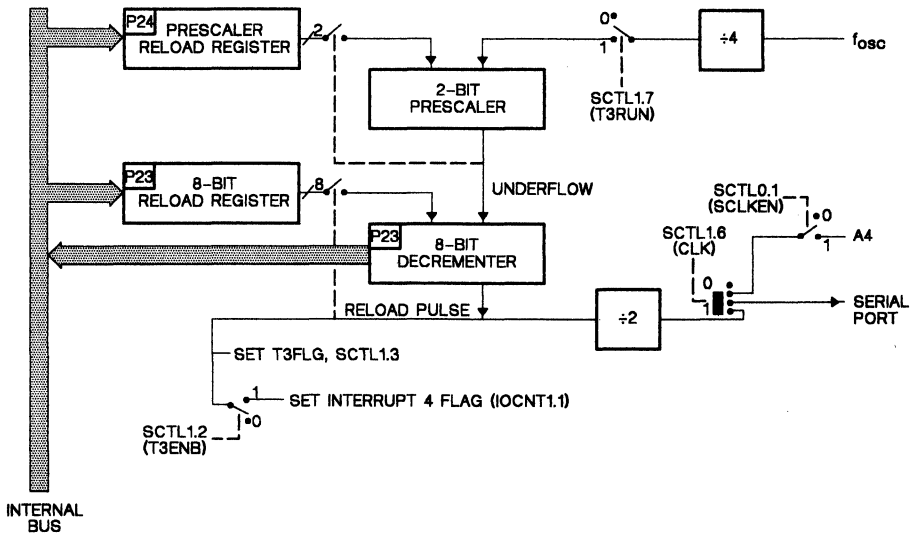 P24
PRESCALER
RELOAD REGISTER
2
0
1
÷4
fosc
SCTL1.7
(T3RUN)
2-BIT
PRESCALER
P23
8-BIT
RELOAD REGISTER
8
UNDERFLOW
SCTL0.1
(SCLKEN)
0
1
A4
P23
8-BIT
DECREMENTER
SCTL1.6
(CLK)
0
1
SERIAL
PORT
RELOAD PULSE
÷2
SET T3FLG, SCTL1.3
1
SET INTERRUPT 4 FLAG (IOCNT1.1)
0
SCTL1.2
(T3ENB)
INTERNAL
BUS